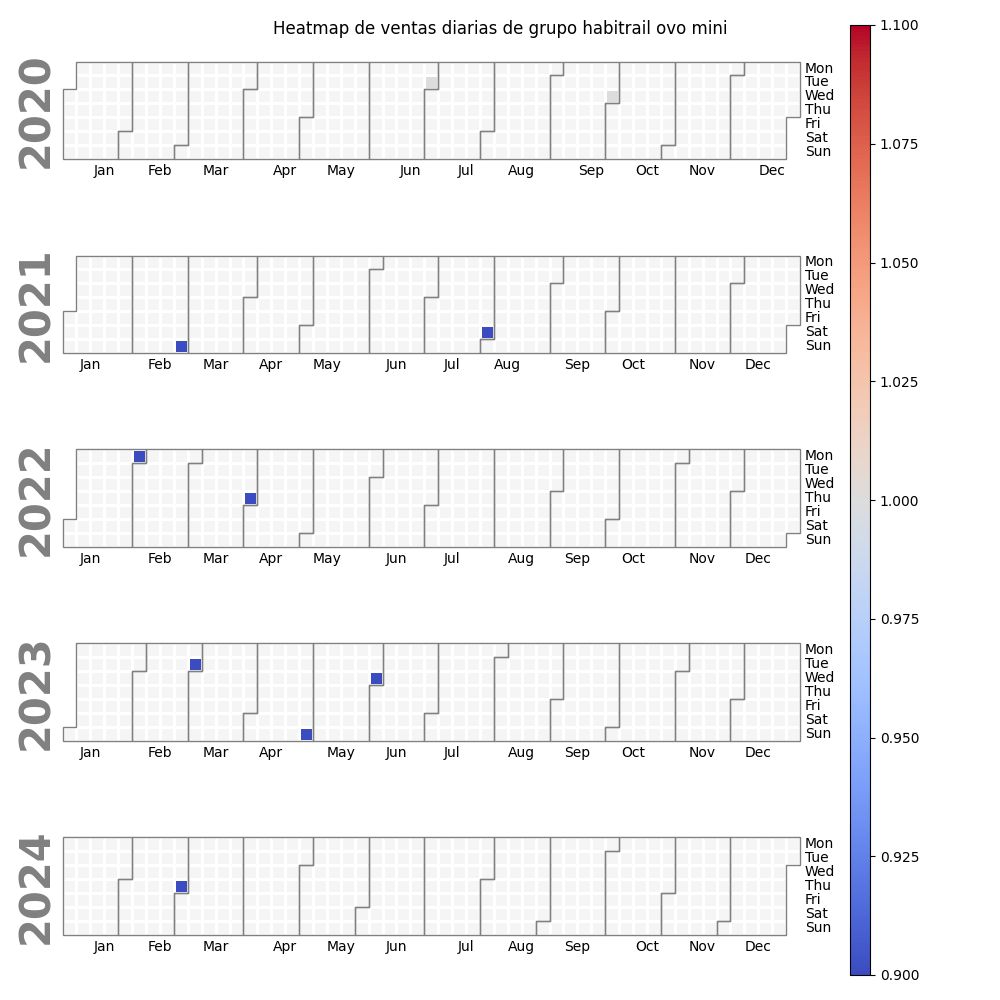 Heatmap de ventas diarias de grupo habitrail ovo mini
2020
Mon
Tue
Wed
Thu
Fri
Sat
Sun
Jan Feb Mar Apr May Jun Jul Aug Sep Oct Nov Dec
2021
Mon
Tue
Wed
Thu
Fri
Sat
Sun
Jan Feb Mar Apr May Jun Jul Aug Sep Oct Nov Dec
2022
Mon
Tue
Wed
Thu
Fri
Sat
Sun
Jan Feb Mar Apr May Jun Jul Aug Sep Oct Nov Dec
2023
Mon
Tue
Wed
Thu
Fri
Sat
Sun
Jan Feb Mar Apr May Jun Jul Aug Sep Oct Nov Dec
2024
Mon
Tue
Wed
Thu
Fri
Sat
Sun
Jan Feb Mar Apr May Jun Jul Aug Sep Oct Nov Dec
1.100
1.075
1.050
1.025
1.000
0.975
0.950
0.925
0.900